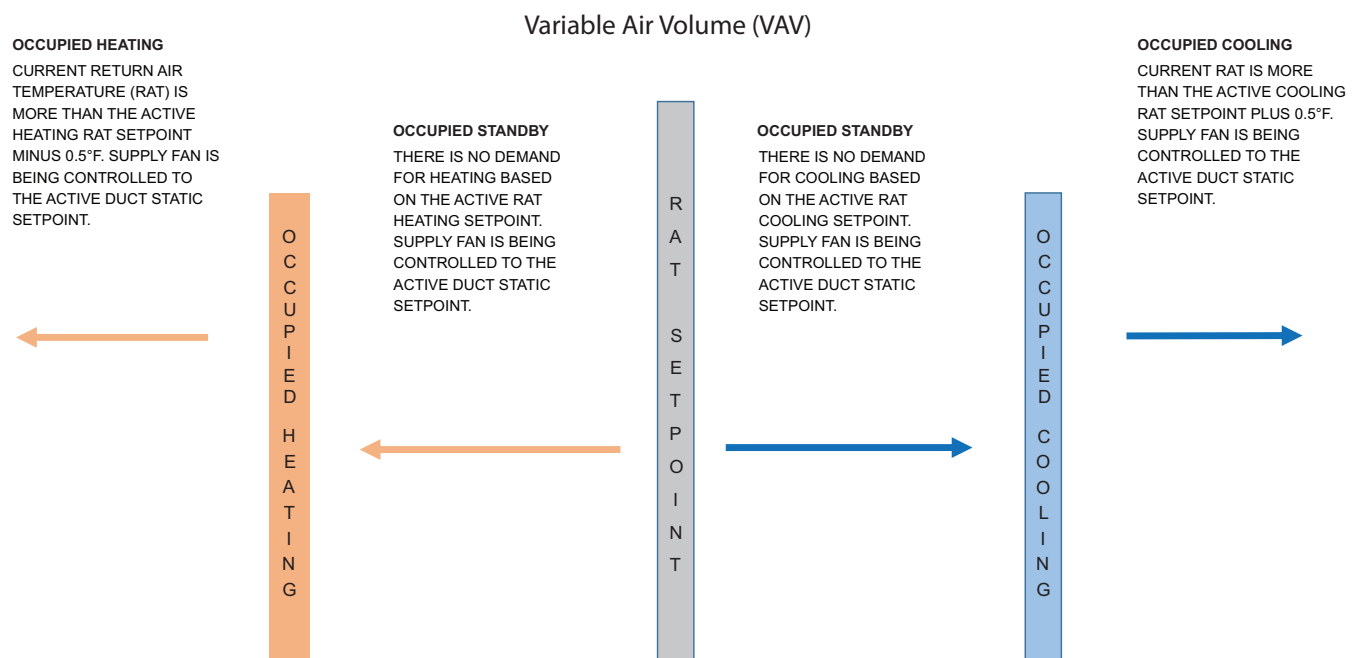 Variable Air Volume (VAV)
OCCUPIED HEATING
CURRENT RETURN AIR
TEMPERATURE (RAT) IS
MORE THAN THE ACTIVE
HEATING RAT SETPOINT
MINUS 0.5°F. SUPPLY FAN IS
BEING CONTROLLED TO
THE ACTIVE DUCT STATIC
SETPOINT.
OCCUPIED HEATING
OCCUPIED STANDBY
THERE IS NO DEMAND
FOR HEATING BASED
ON THE ACTIVE RAT
HEATING SETPOINT.
SUPPLY FAN IS BEING
CONTROLLED TO THE
ACTIVE DUCT STATIC
SETPOINT.
RAT SETPOINT
OCCUPIED STANDBY
THERE IS NO DEMAND
FOR COOLING BASED
ON THE ACTIVE RAT
COOLING SETPOINT.
SUPPLY FAN IS BEING
CONTROLLED TO THE
ACTIVE DUCT STATIC
SETPOINT.
OCCUPIED COOLING
OCCUPIED COOLING
CURRENT RAT IS MORE
THAN THE ACTIVE COOLING
RAT SETPOINT PLUS 0.5°F.
SUPPLY FAN IS BEING
CONTROLLED TO THE
ACTIVE DUCT STATIC
SETPOINT.